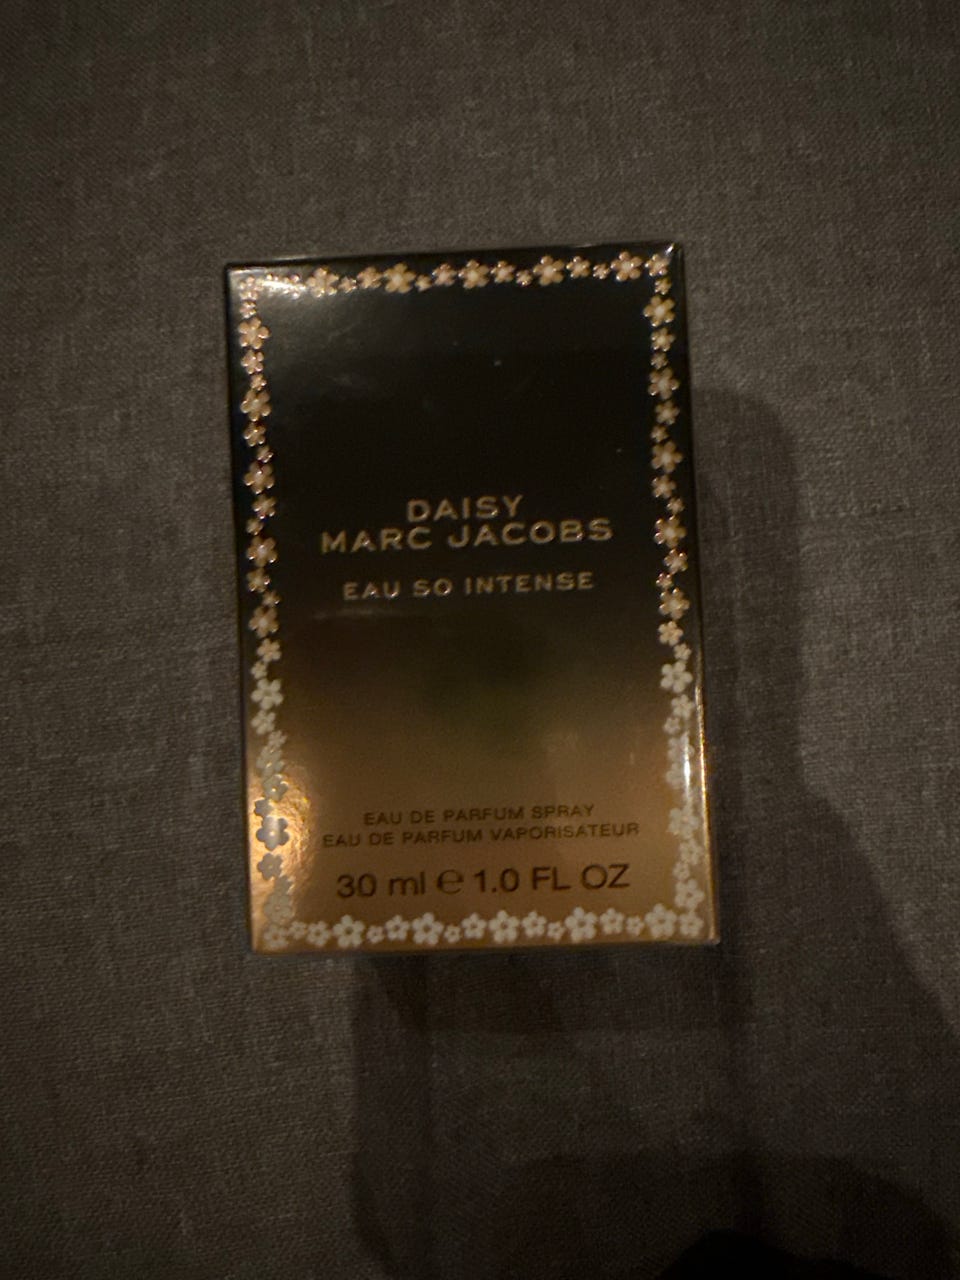 DAISY
MARC JACOBS
EAU SO INTENSE
EAU DE PARFUM SPRAY
EAU DE PARFUM VAPORISATEUR
30 ml ℮ 1.0 FL OZ